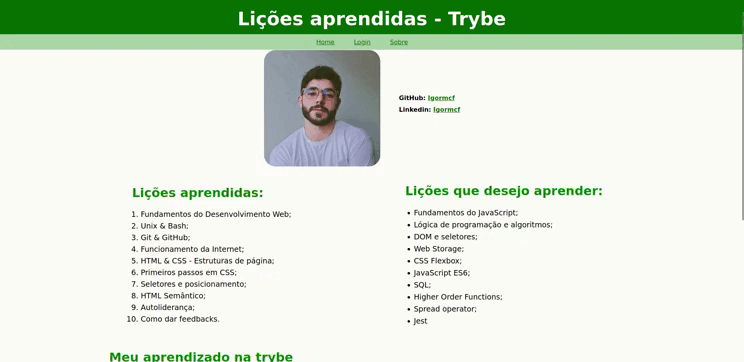 Lições aprendidas - Trybe
Home Login Sobre
GitHub: Igormcf
Linkedin: Igormcf
Lições aprendidas:
1. Fundamentos do Desenvolvimento Web;
2. Unix & Bash;
3. Git & GitHub;
4. Funcionamento da Internet;
5. HTML & CSS - Estruturas de página;
6. Primeiros passos em CSS;
7. Seletores e posicionamento;
8. HTML Semântico;
9. Autoliderança;
10. Como dar feedbacks.
Lições que desejo aprender:
• Fundamentos do JavaScript;
• Lógica de programação e algoritmos;
• DOM e seletores;
• Web Storage;
• CSS Flexbox;
• JavaScript ES6;
• SQL;
• Higher Order Functions;
• Spread operator;
• Jest
Meu aprendizado na trybe